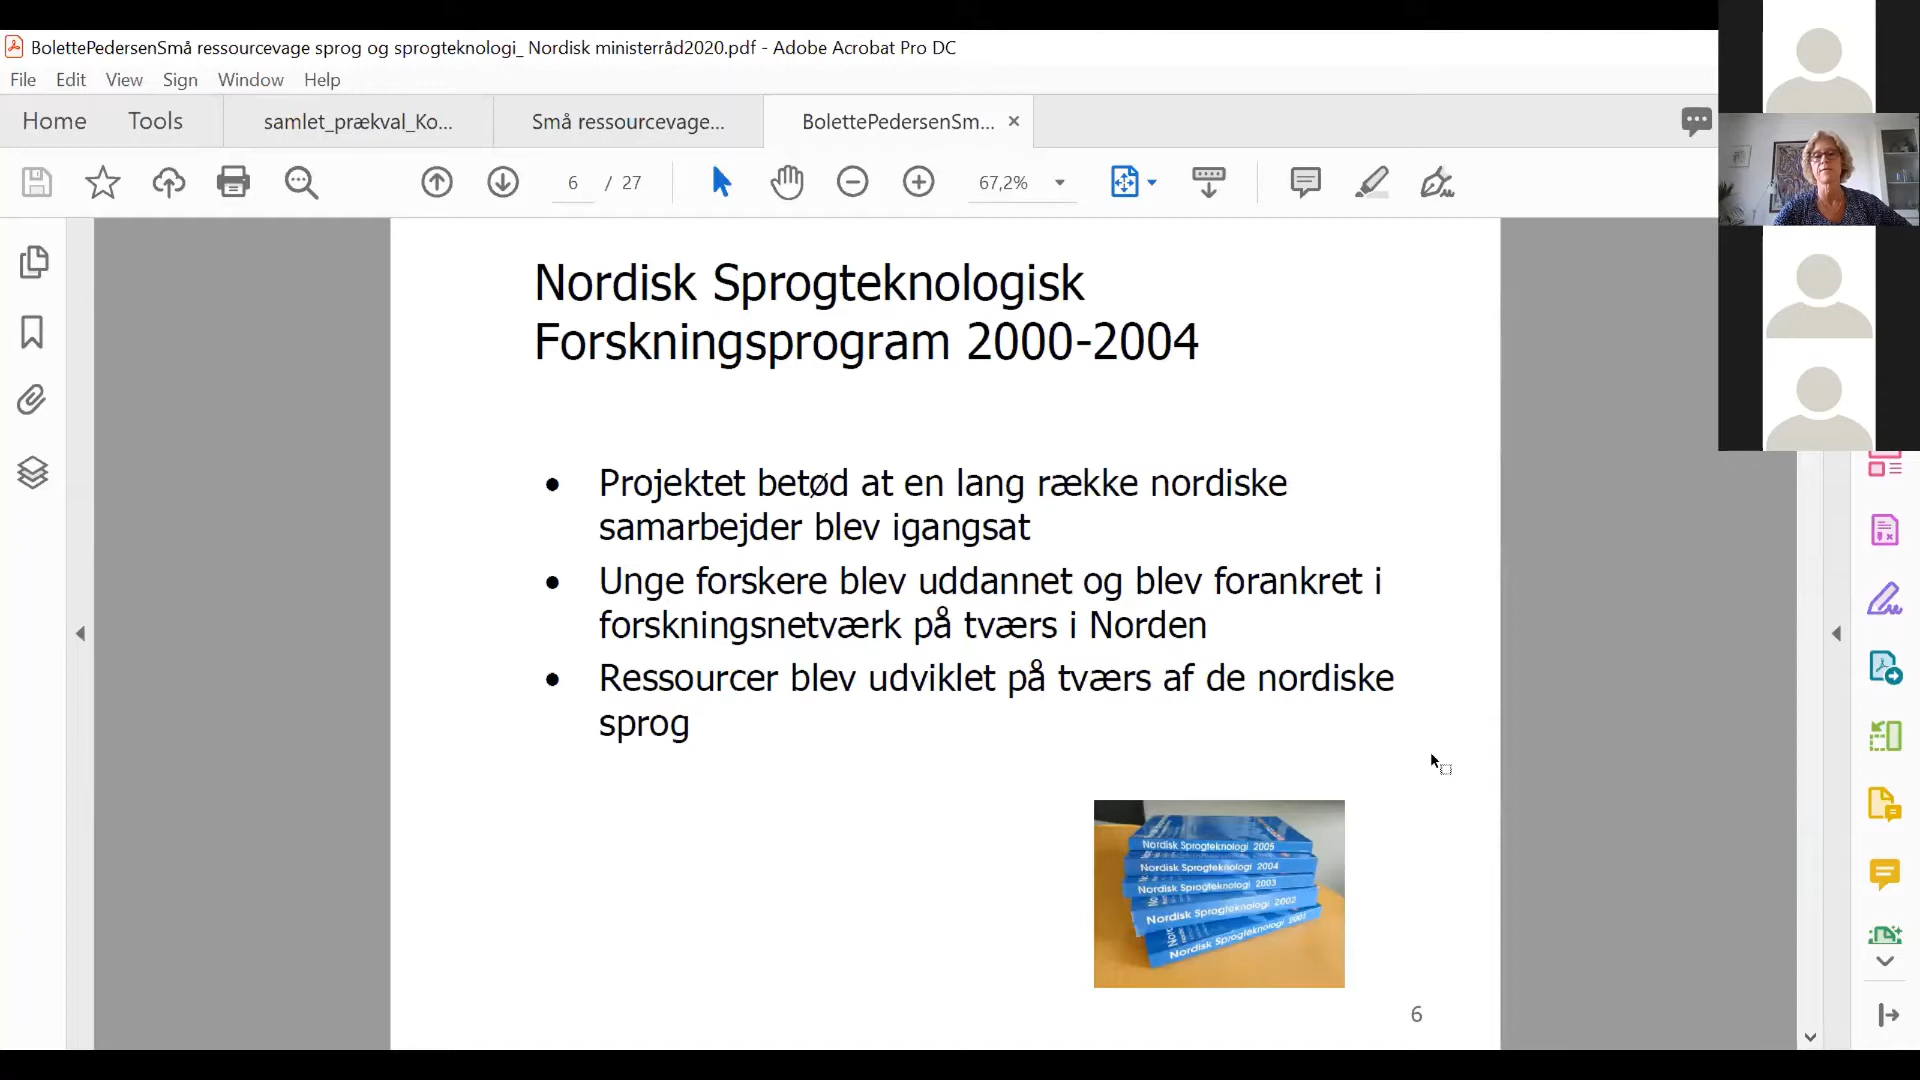 BolettePedersenSmå ressourcevage sprog og sprogteknologi_ Nordisk ministerråd2020.pdf - Adobe Acrobat Pro DC
File Edit View Sign Window Help
Home Tools samlet_prækval_Ko... Små ressourcevage... BolettePedersenSm... ×
6 / 27 67,2%
Nordisk Sprogteknologisk
Forskningsprogram 2000-2004
• Projektet betød at en lang række nordiske
samarbejder blev igangsat
• Unge forskere blev uddannet og blev forankret i
forskningsnetværk på tværs i Norden
• Ressourcer blev udviklet på tværs af de nordiske
sprog
Nordisk Sprogteknologi 2005
Nordisk Sprogteknologi 2004
Nordisk Sprogteknologi 2003
Nordisk Sprogteknologi 2002
Nordisk Sprogteknologi 2001
6